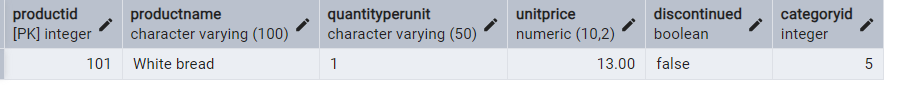 productid productname quantityperunit unitprice discontinued categoryid
[PK] integer character varying (100) character varying (50) numeric (10,2) boolean integer
101 White bread 1 13.00 false 5